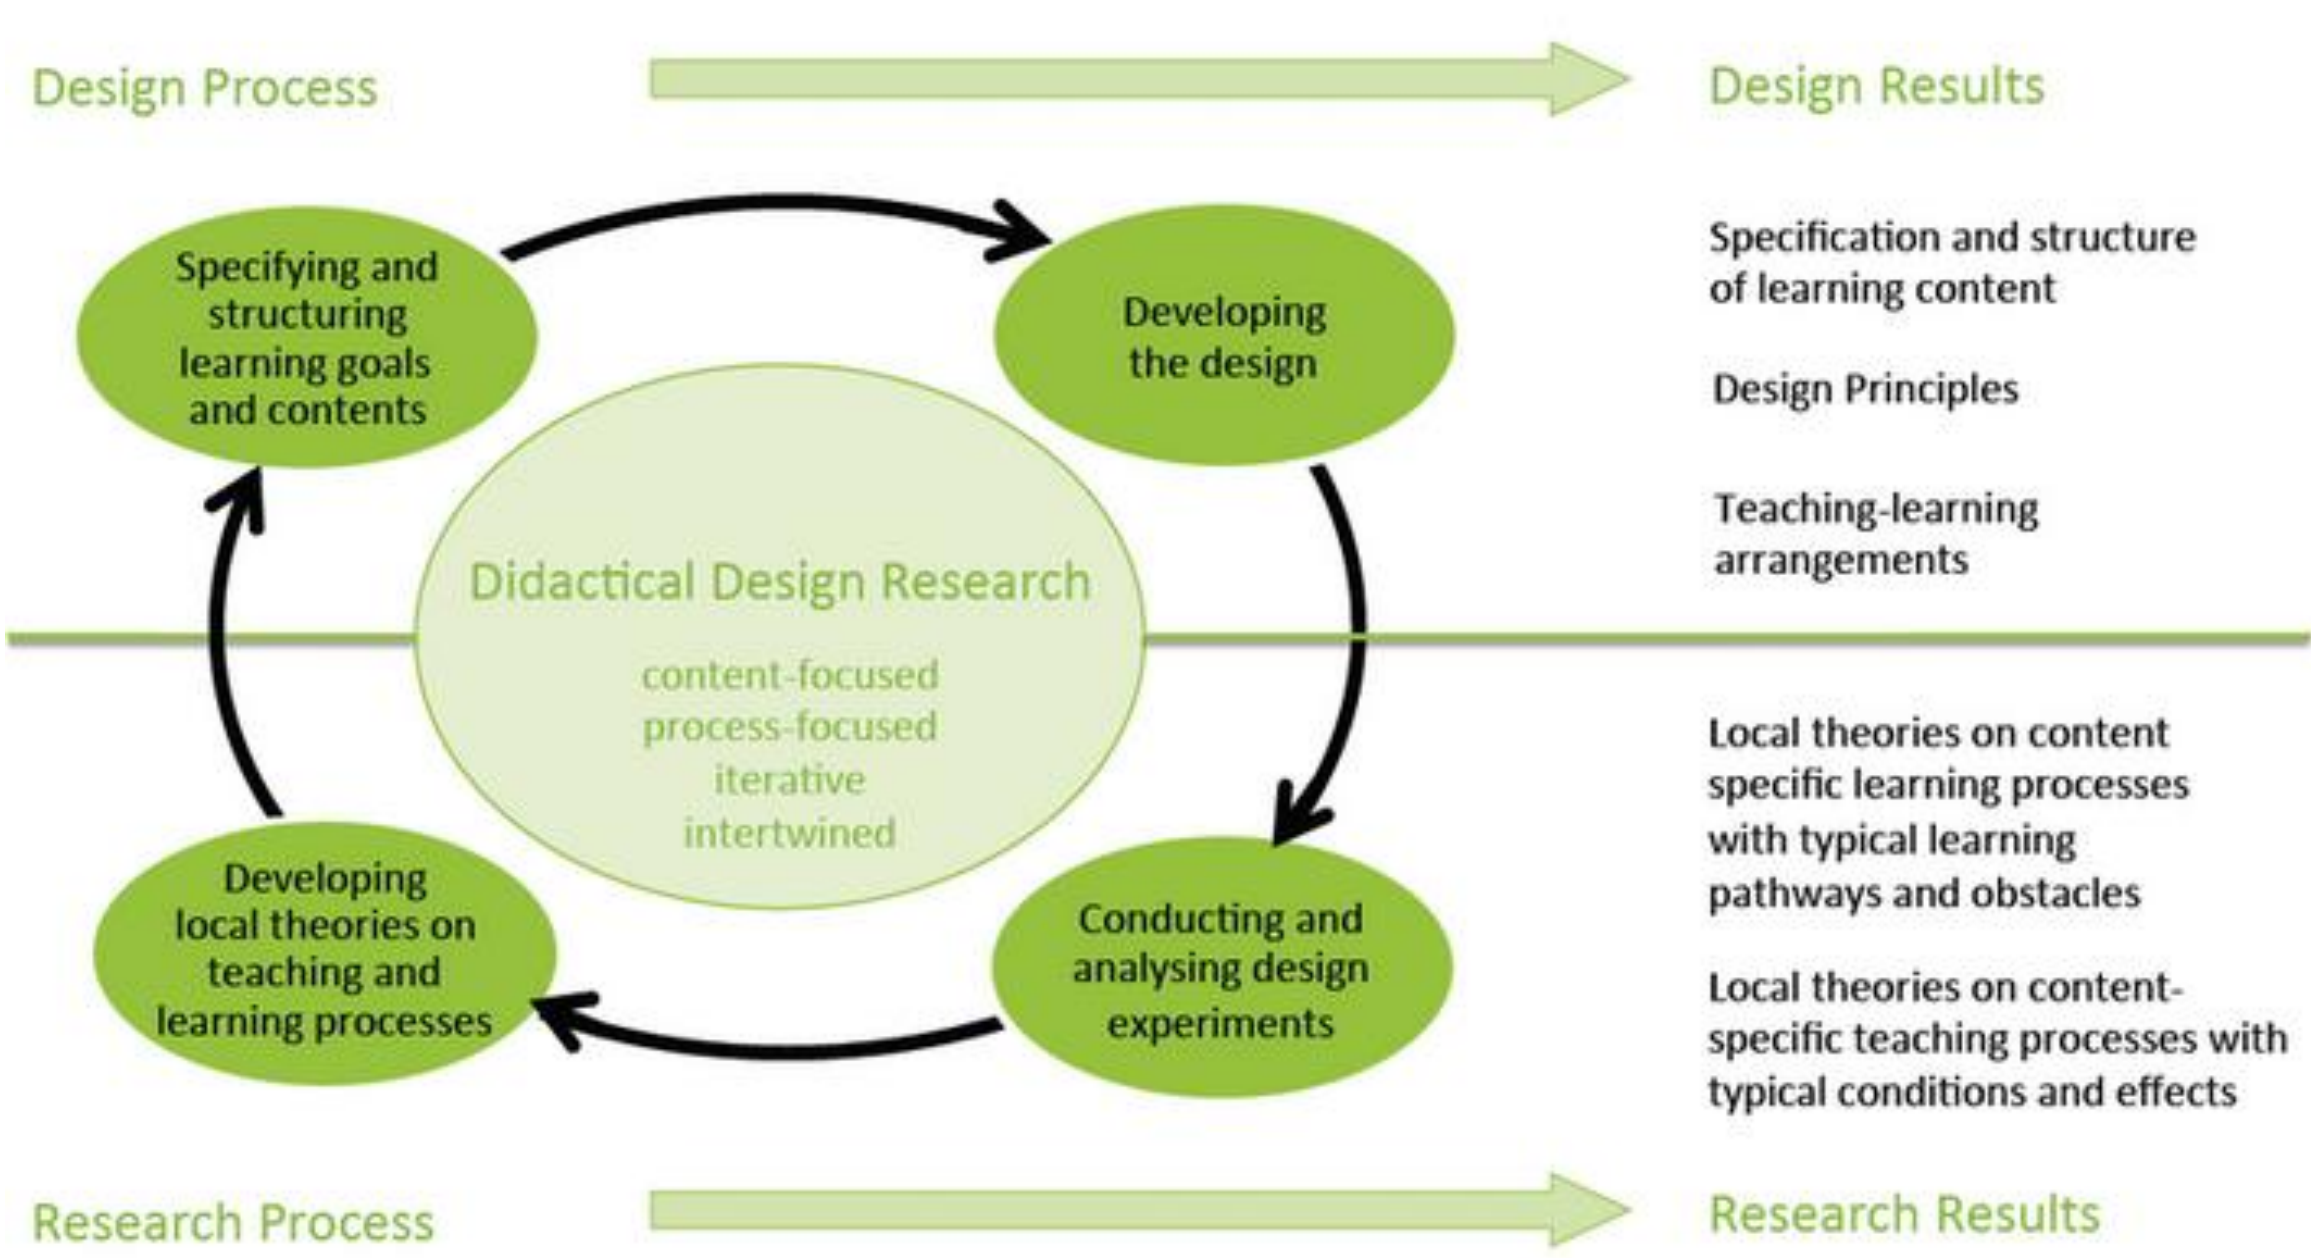 Design Process
Design Results
Specifying and
structuring
learning goals
and contents
Developing
the design
Specification and structure
of learning content
Design Principles
Teaching-learning
arrangements
Didactical Design Research
content-focused
process-focused
iterative
intertwined
Developing
local theories on
teaching and
learning processes
Conducting and
analysing design
experiments
Local theories on content
specific learning processes
with typical learning
pathways and obstacles
Local theories on content-
specific teaching processes with
typical conditions and effects
Research Process
Research Results